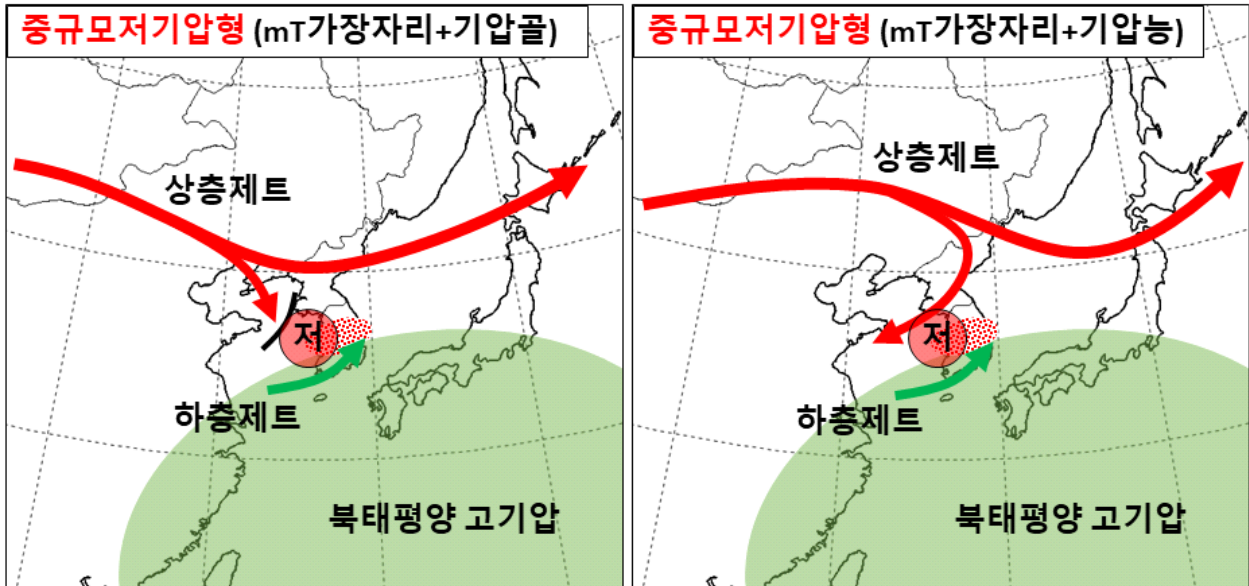 중규모저기압형 (mT가장자리+기압골)
상층제트
저
하층제트
북태평양 고기압
중규모저기압형 (mT가장자리+기압능)
상층제트
저
하층제트
북태평양 고기압